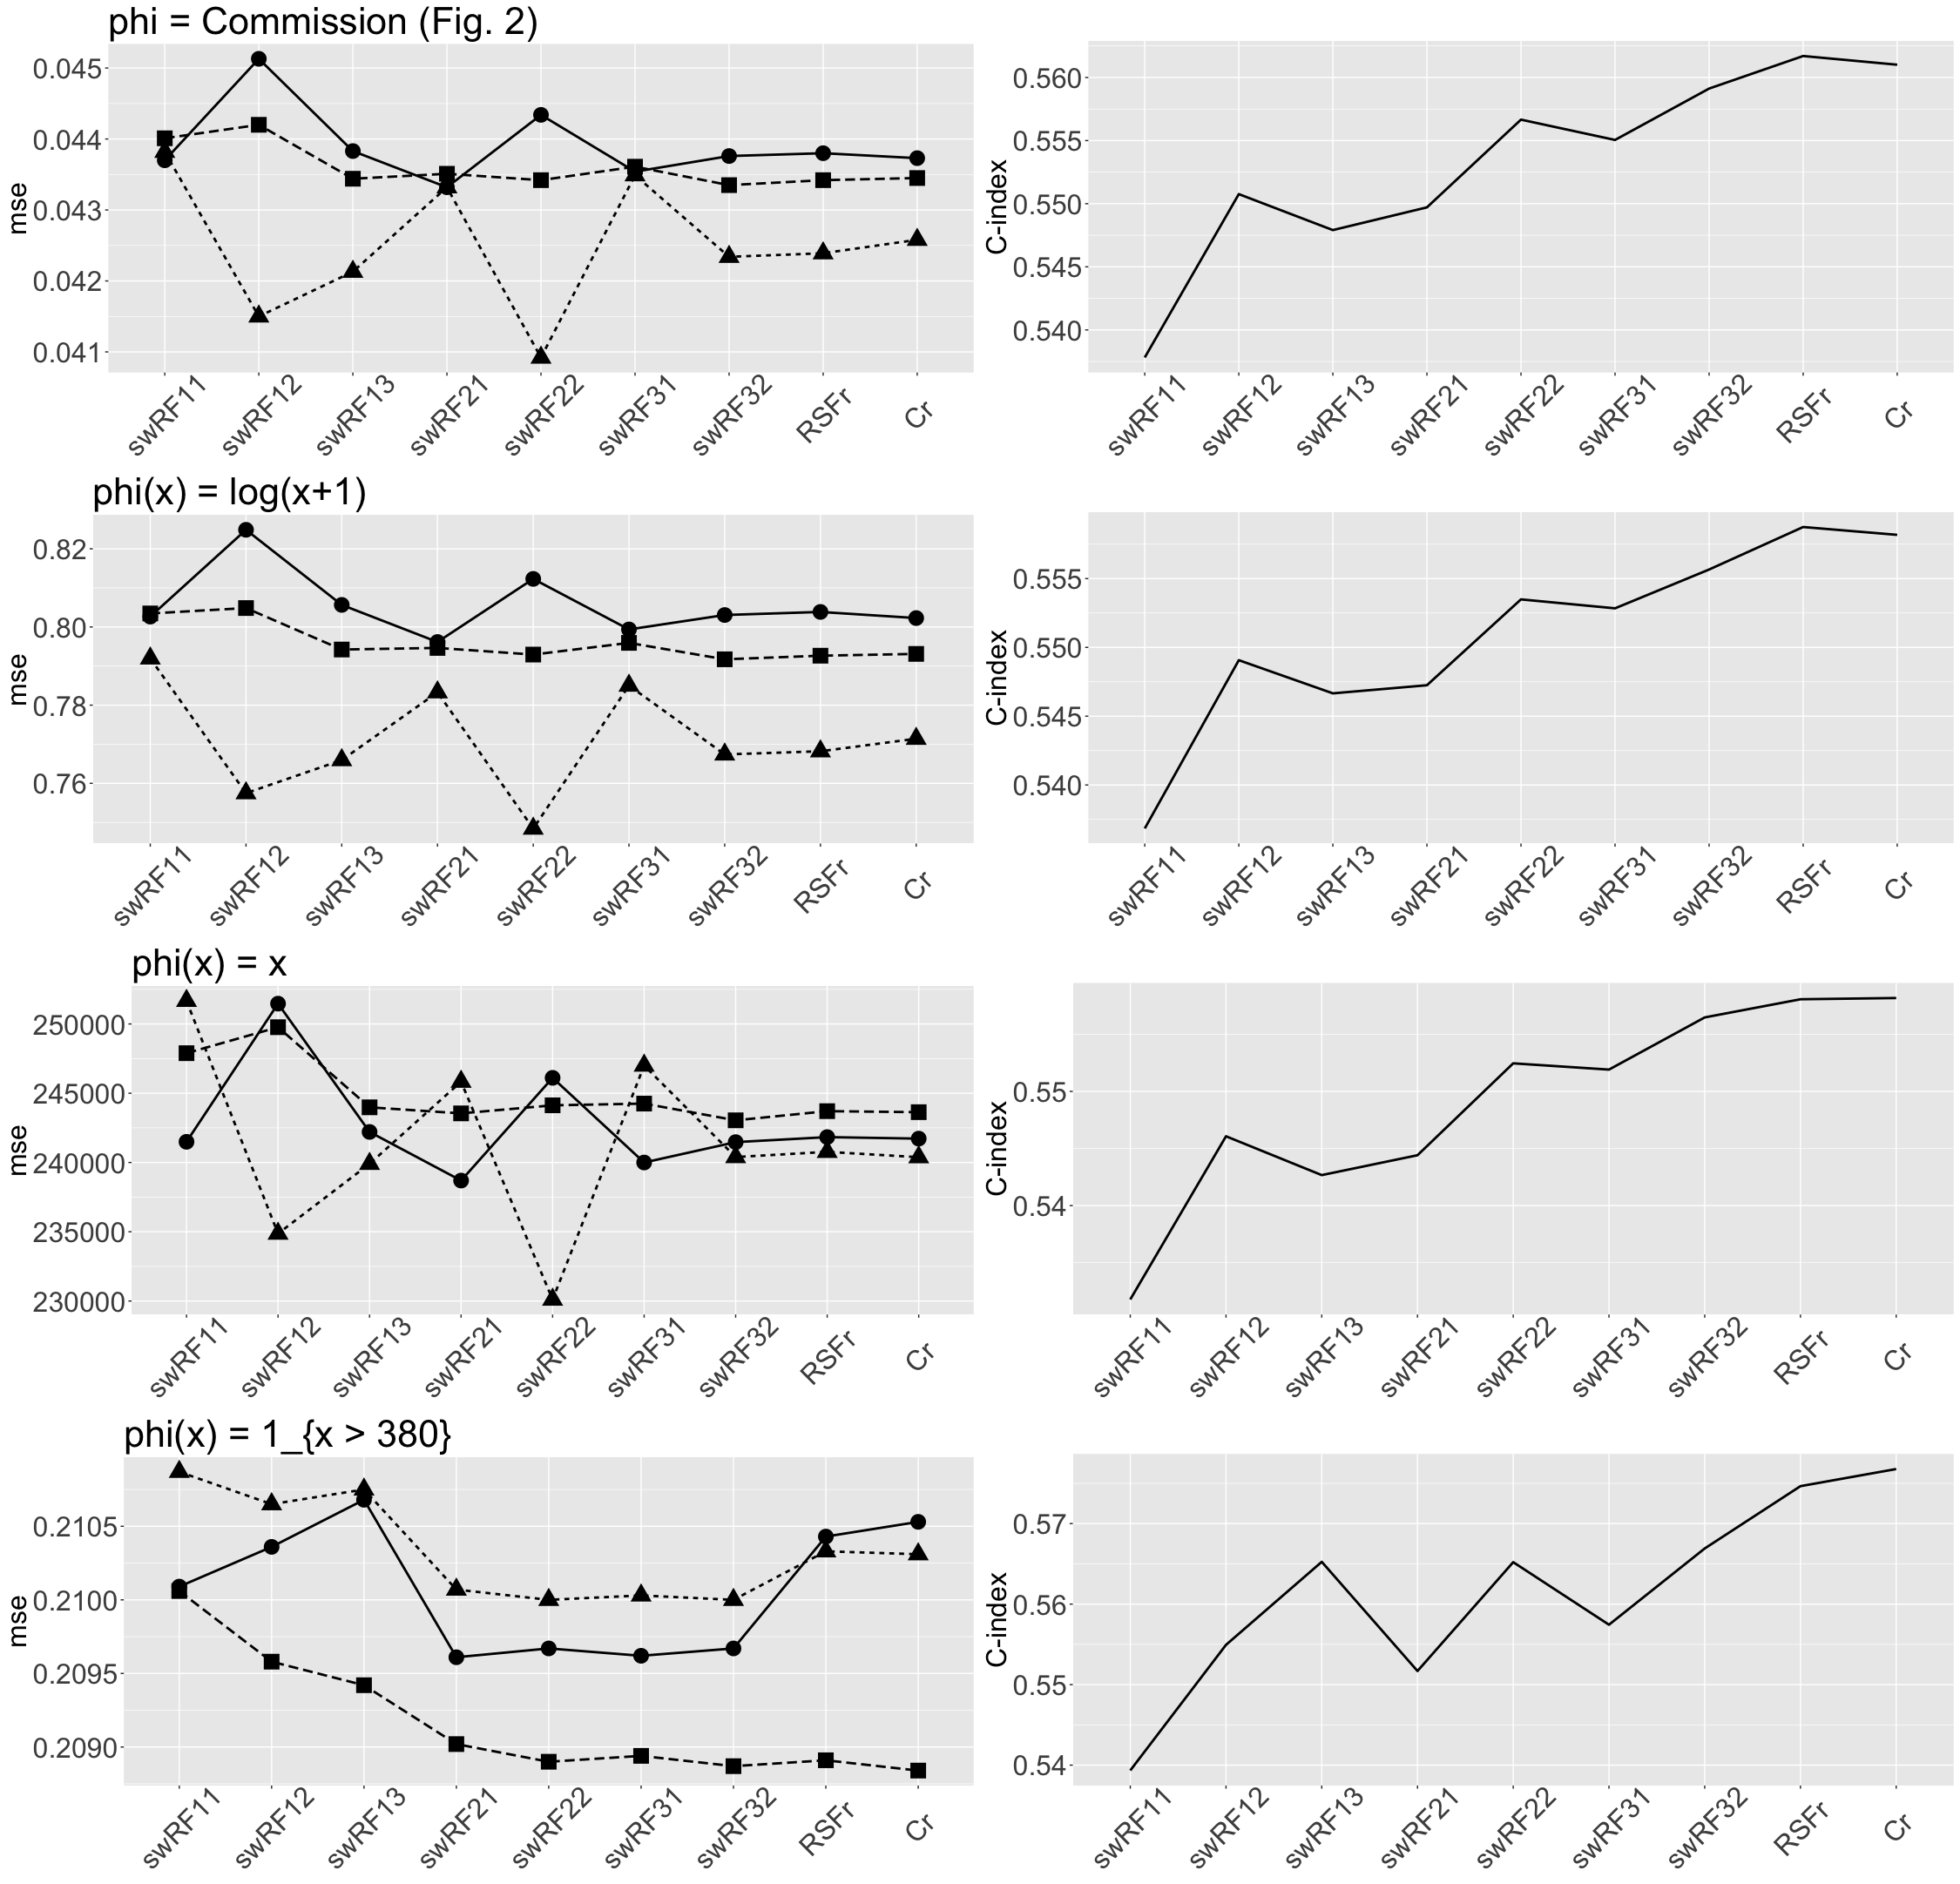 phi = Commission (Fig. 2)
mse
0.045
0.044
0.043
0.042
0.041
swRF11 swRF12 swRF13 swRF21 swRF22 swRF31 swRF32 RSFr Cr
C-index
0.560
0.555
0.550
0.545
0.540
swRF11 swRF12 swRF13 swRF21 swRF22 swRF31 swRF32 RSFr Cr
phi(x) = log(x+1)
mse
0.82
0.80
0.78
0.76
swRF11 swRF12 swRF13 swRF21 swRF22 swRF31 swRF32 RSFr Cr
C-index
0.555
0.550
0.545
0.540
swRF11 swRF12 swRF13 swRF21 swRF22 swRF31 swRF32 RSFr Cr
phi(x) = x
mse
250000
245000
240000
235000
230000
swRF11 swRF12 swRF13 swRF21 swRF22 swRF31 swRF32 RSFr Cr
C-index
0.55
0.54
swRF11 swRF12 swRF13 swRF21 swRF22 swRF31 swRF32 RSFr Cr
phi(x) = 1_{x > 380}
mse
0.2105
0.2100
0.2095
0.2090
swRF11 swRF12 swRF13 swRF21 swRF22 swRF31 swRF32 RSFr Cr
C-index
0.57
0.56
0.55
0.54
swRF11 swRF12 swRF13 swRF21 swRF22 swRF31 swRF32 RSFr Cr